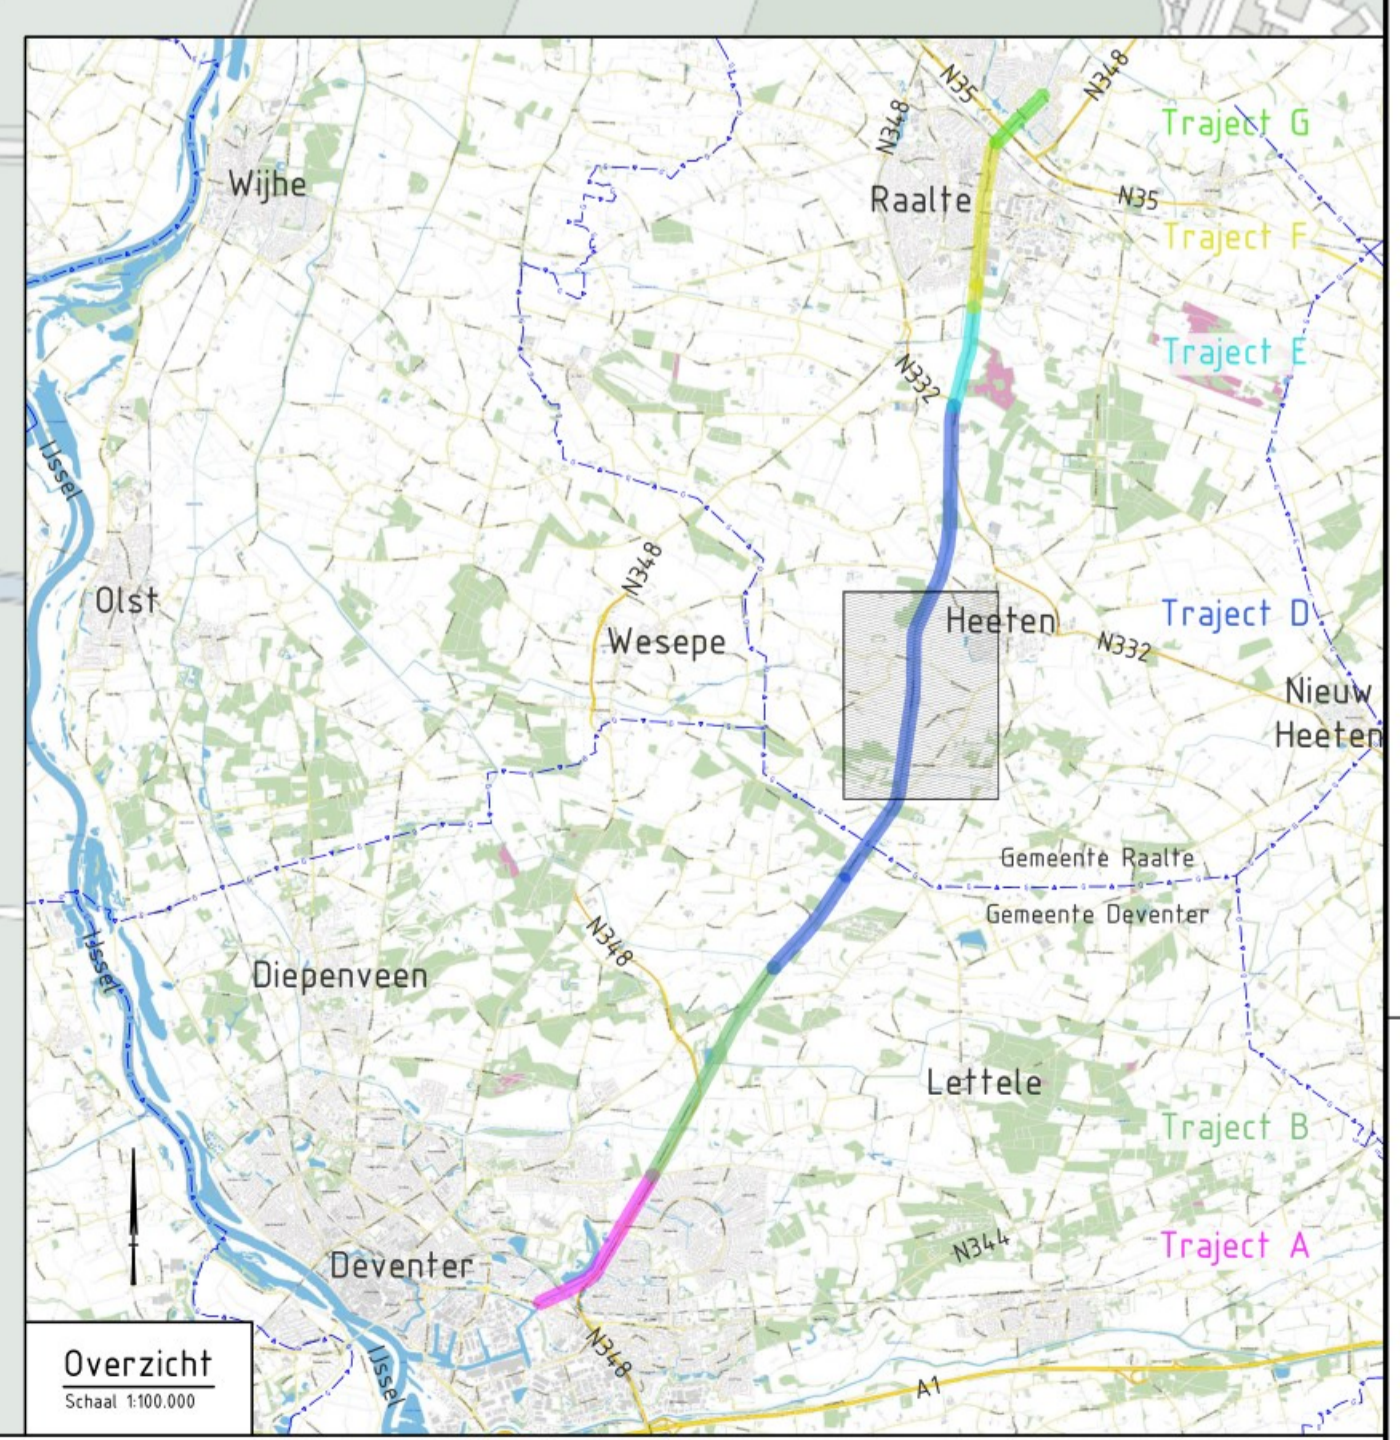 N35
N348
N348
Traject G
Wijhe
Raalte
N35
Traject F
Traject E
N332
IJssel
N348
Olst
Heeten
Traject D
Wesepe
N332
Nieuw
Heeten
Gemeente Raalte
Gemeente Deventer
N348
IJssel
Diepenveen
Lettele
Traject B
N344
Traject A
Deventer
N348
Overzicht
IJssel
A1
Schaal 1:100.000